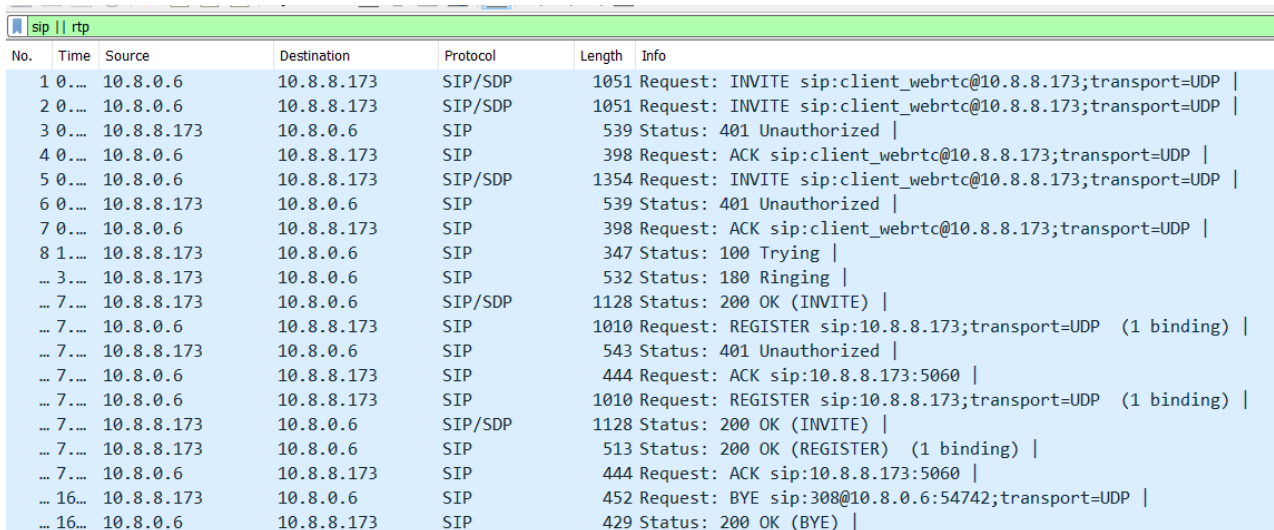 sip || rtp
No. Time Source Destination Protocol Length Info
1 0.… 10.8.0.6 10.8.8.173 SIP/SDP 1051 Request: INVITE sip:client_webrtc@10.8.8.173;transport=UDP |
2 0.… 10.8.0.6 10.8.8.173 SIP/SDP 1051 Request: INVITE sip:client_webrtc@10.8.8.173;transport=UDP |
3 0.… 10.8.8.173 10.8.0.6 SIP 539 Status: 401 Unauthorized |
4 0.… 10.8.0.6 10.8.8.173 SIP 398 Request: ACK sip:client_webrtc@10.8.8.173;transport=UDP |
5 0.… 10.8.0.6 10.8.8.173 SIP/SDP 1354 Request: INVITE sip:client_webrtc@10.8.8.173;transport=UDP |
6 0.… 10.8.8.173 10.8.0.6 SIP 539 Status: 401 Unauthorized |
7 0.… 10.8.0.6 10.8.8.173 SIP 398 Request: ACK sip:client_webrtc@10.8.8.173;transport=UDP |
8 1.… 10.8.8.173 10.8.0.6 SIP 347 Status: 100 Trying |
… 3.… 10.8.8.173 10.8.0.6 SIP 532 Status: 180 Ringing |
… 7.… 10.8.8.173 10.8.0.6 SIP/SDP 1128 Status: 200 OK (INVITE) |
… 7.… 10.8.0.6 10.8.8.173 SIP 1010 Request: REGISTER sip:10.8.8.173;transport=UDP (1 binding) |
… 7.… 10.8.8.173 10.8.0.6 SIP 543 Status: 401 Unauthorized |
… 7.… 10.8.0.6 10.8.8.173 SIP 444 Request: ACK sip:10.8.8.173:5060 |
… 7.… 10.8.0.6 10.8.8.173 SIP 1010 Request: REGISTER sip:10.8.8.173;transport=UDP (1 binding) |
… 7.… 10.8.8.173 10.8.0.6 SIP/SDP 1128 Status: 200 OK (INVITE) |
… 7.… 10.8.8.173 10.8.0.6 SIP 513 Status: 200 OK (REGISTER) (1 binding) |
… 7.… 10.8.0.6 10.8.8.173 SIP 444 Request: ACK sip:10.8.8.173:5060 |
… 16… 10.8.8.173 10.8.0.6 SIP 452 Request: BYE sip:308@10.8.0.6:54742;transport=UDP |
… 16… 10.8.0.6 10.8.8.173 SIP 429 Status: 200 OK (BYE) |